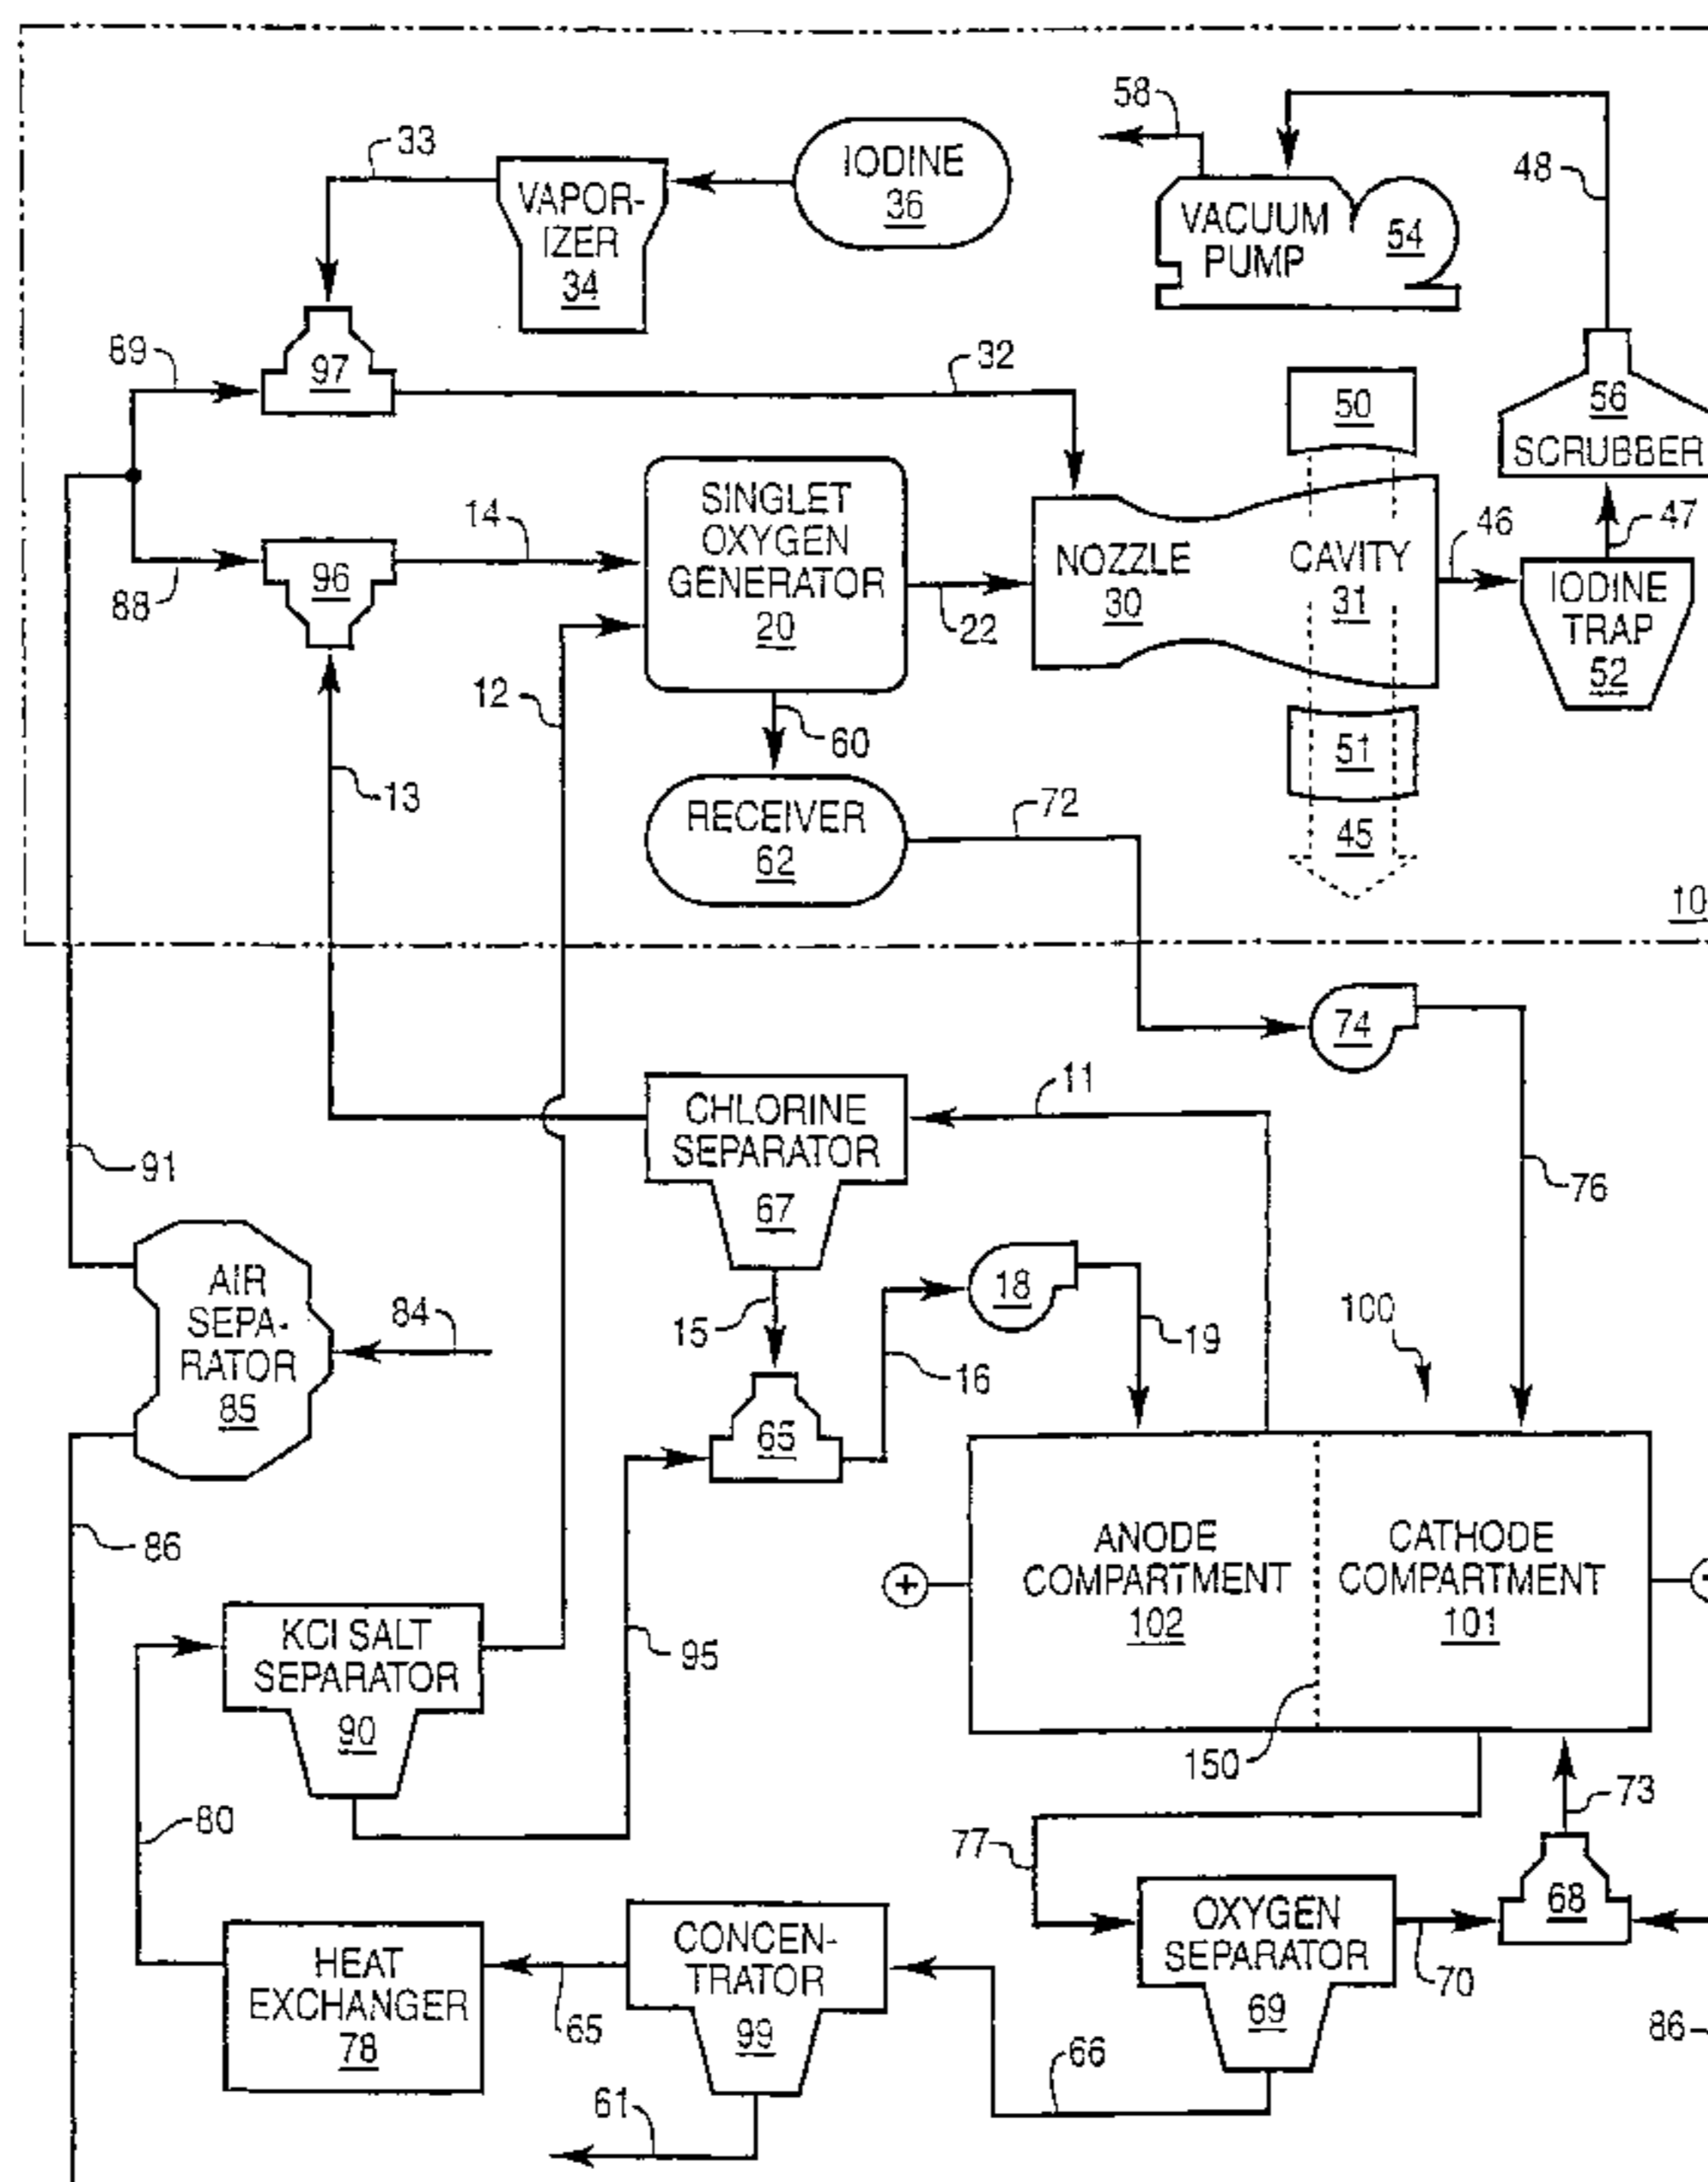 58
33
IODINE
36
VAPOR-
IZER
34
VACUUM
PUMP
54
48
89
97
32
50
56
SCRUBBER
14
SINGLET
OXYGEN
GENERATOR
20
96
88
NOZZLE
30
CAVITY
31
46
47
IODINE
TRAP
52
22
12
60
13
RECEIVER
62
72
51
45
10
74
11
CHLORINE
SEPARATOR
67
91
76
AIR
SEPA-
RATOR
85
84
15
18
19
100
16
65
86
ANODE
COMPARTMENT
102
CATHODE
COMPARTMENT
101
+
KCl SALT
SEPARATOR
90
95
150
80
73
77
68
OXYGEN
SEPARATOR
69
70
CONCEN-
TRATOR
99
HEAT
EXCHANGER
78
65
66
86
61